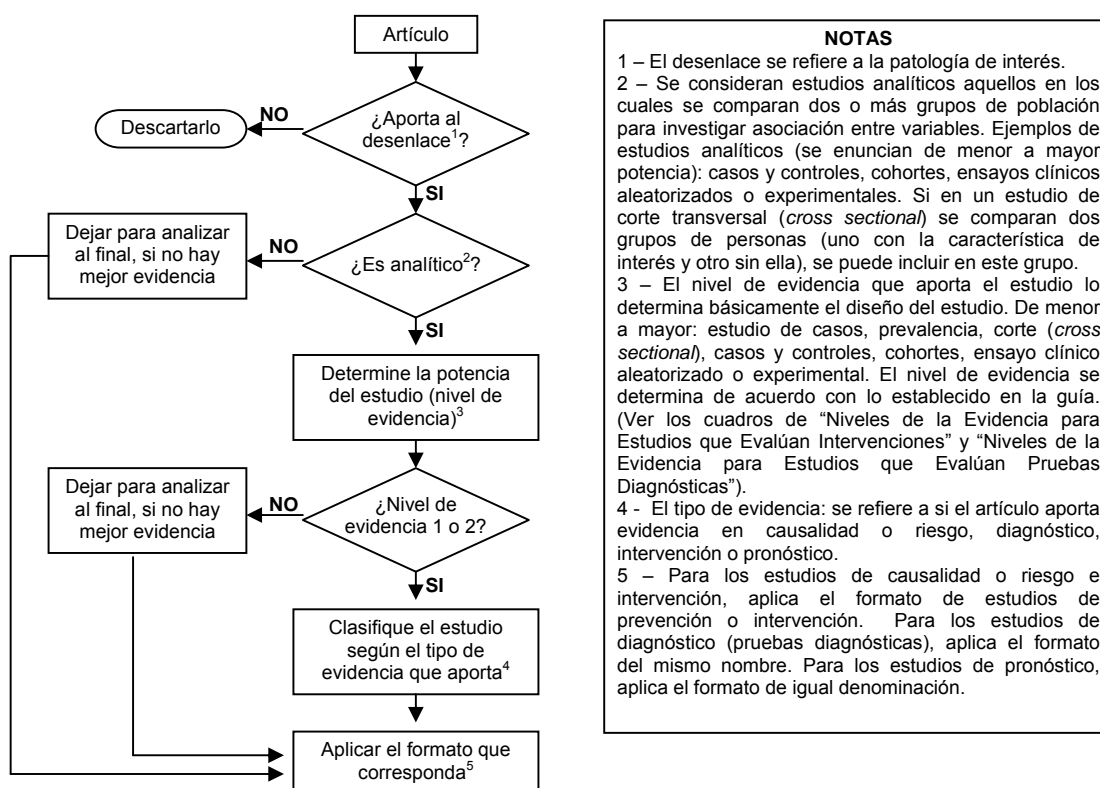 Artículo
¿Aporta al
desenlace¹?
NO
Descartarlo
SI
¿Es analítico²?
NO
Dejar para analizar
al final, si no hay
mejor evidencia
SI
Determine la potencia
del estudio (nivel de
evidencia)³
¿Nivel de
evidencia 1 o 2?
NO
Dejar para analizar
al final, si no hay
mejor evidencia
SI
Clasifique el estudio
según el tipo de
evidencia que aporta⁴
Aplicar el formato que
corresponda⁵
NOTAS
1 – El desenlace se refiere a la patología de interés.
2 – Se consideran estudios analíticos aquellos en los
cuales se comparan dos o más grupos de población
para investigar asociación entre variables. Ejemplos de
estudios analíticos (se enuncian de menor a mayor
potencia): casos y controles, cohortes, ensayos clínicos
aleatorizados o experimentales. Si en un estudio de
corte transversal (cross sectional) se comparan dos
grupos de personas (uno con la característica de
interés y otro sin ella), se puede incluir en este grupo.
3 – El nivel de evidencia que aporta el estudio lo
determina básicamente el diseño del estudio. De menor
a mayor: estudio de casos, prevalencia, corte (cross
sectional), casos y controles, cohortes, ensayo clínico
aleatorizado o experimental. El nivel de evidencia se
determina de acuerdo con lo establecido en la guía.
(Ver los cuadros de “Niveles de la Evidencia para
Estudios que Evalúan Intervenciones” y “Niveles de la
Evidencia para Estudios que Evalúan Pruebas
Diagnósticas”).
4 - El tipo de evidencia: se refiere a si el artículo aporta
evidencia en causalidad o riesgo, diagnóstico,
intervención o pronóstico.
5 – Para los estudios de causalidad o riesgo e
intervención, aplica el formato de estudios de
prevención o intervención. Para los estudios de
diagnóstico (pruebas diagnósticas), aplica el formato
del mismo nombre. Para los estudios de pronóstico,
aplica el formato de igual denominación.